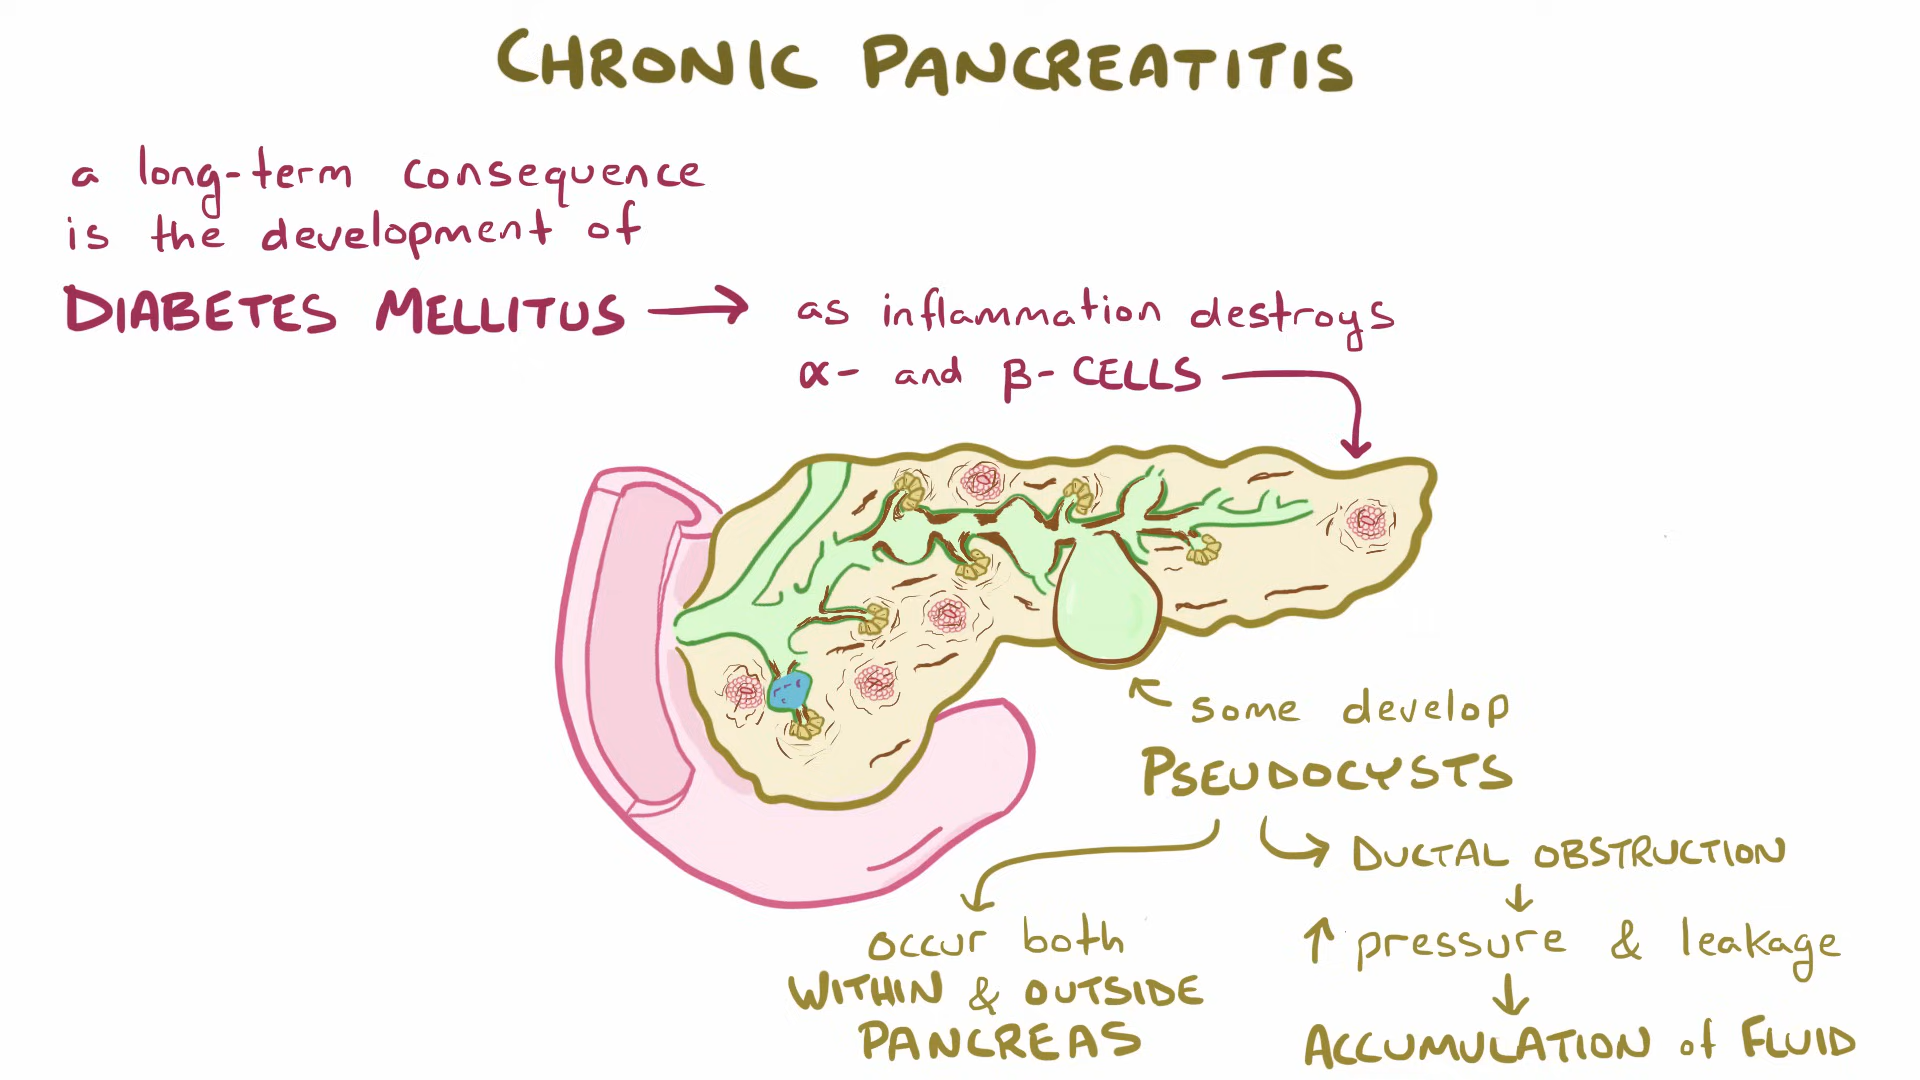 CHRONIC PANCREATITIS
a long-term consequence
is the development of
DIABETES MELLITUS → as inflammation destroys
α- and β-CELLS
some develop
PSEUDOCYSTS
DUCTAL OBSTRUCTION
↓
↑ pressure & leakage
↓
ACCUMULATION of FLUID
occur both
WITHIN & OUTSIDE
PANCREAS